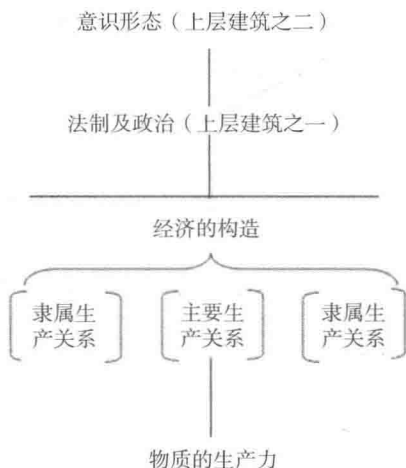 意识形态（上层建筑之二）
法制及政治（上层建筑之一）
经济的构造
隶属生
产关系
主要生
产关系
隶属生
产关系
物质的生产力